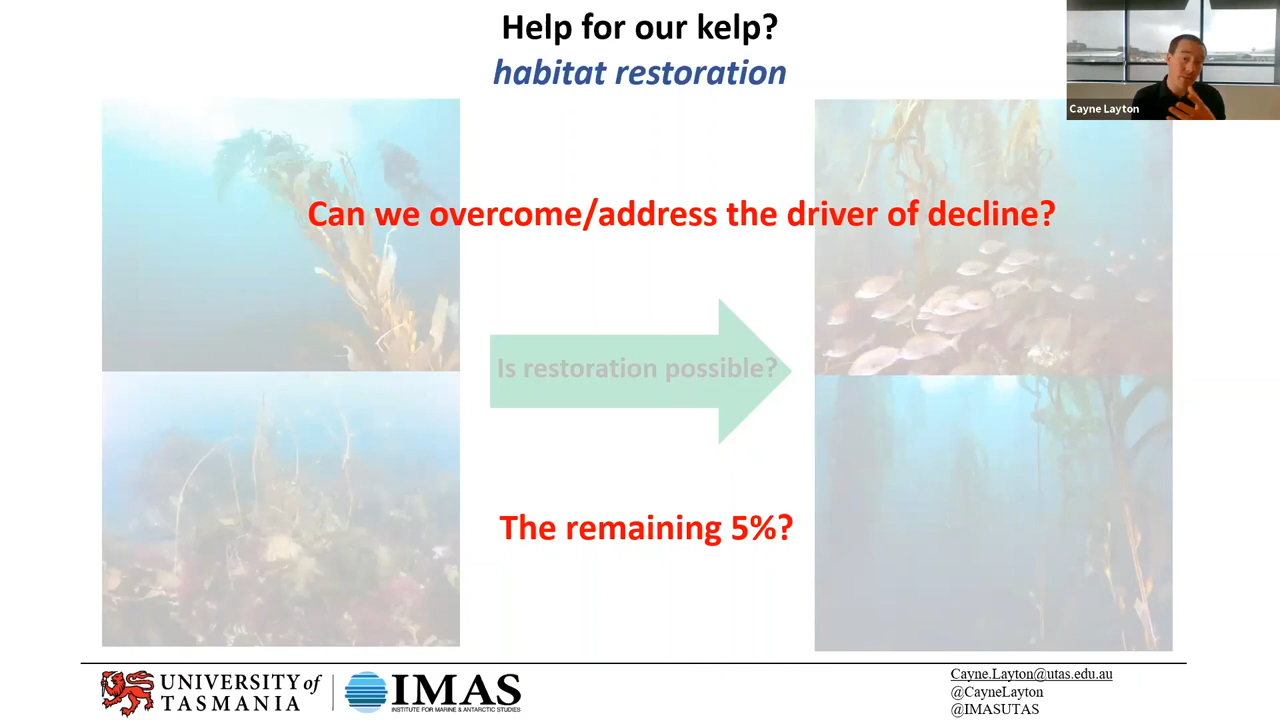 Help for our kelp?
habitat restoration
Cayne Layton
Can we overcome/address the driver of decline?
Is restoration possible?
The remaining 5%?
UNIVERSITY of
TASMANIA
IMAS
INSTITUTE FOR MARINE & ANTARCTIC STUDIES
Cayne.Layton@utas.edu.au
@CayneLayton
@IMASUTAS